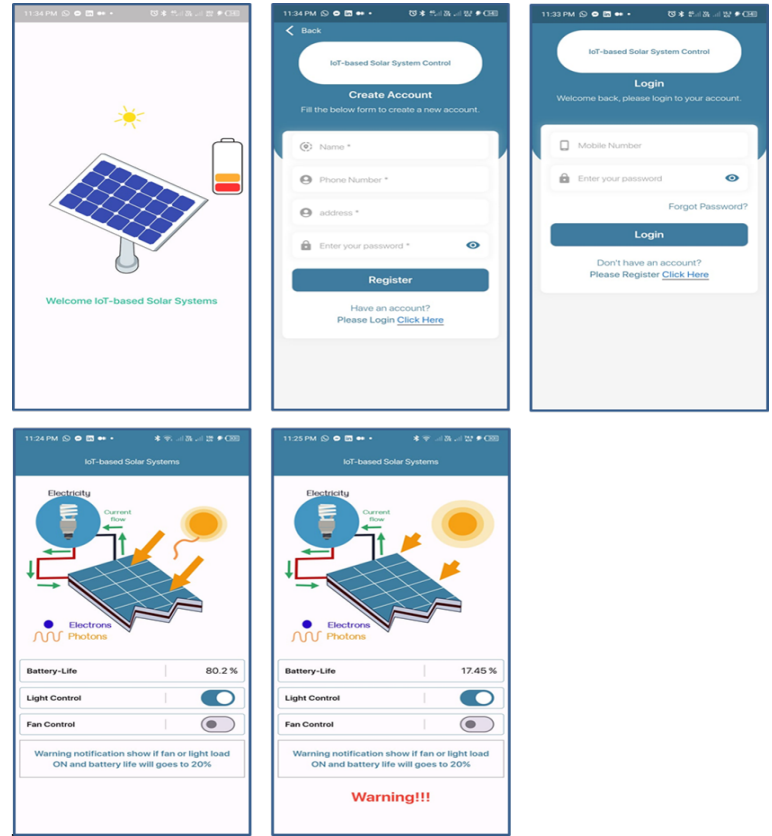 11:34 PM
Welcome IoT-based Solar Systems
11:34 PM
Back
IoT-based Solar System Control
Create Account
Fill the below form to create a new account.
Name *
Phone Number *
address *
Enter your password *
Register
Have an account?
Please Login Click Here
11:33 PM
IoT-based Solar System Control
Login
Welcome back, please login to your account.
Mobile Number
Enter your password
Forgot Password?
Login
Don't have an account?
Please Register Click Here
11:24 PM
IoT-based Solar Systems
Electricity
Current
flow
Electrons
Photons
Battery-Life 80.2 %
Light Control
Fan Control
Warning notification show if fan or light load
ON and battery life will goes to 20%
11:25 PM
IoT-based Solar Systems
Electricity
Current
flow
Electrons
Photons
Battery-Life 17.45 %
Light Control
Fan Control
Warning notification show if fan or light load
ON and battery life will goes to 20%
Warning!!!